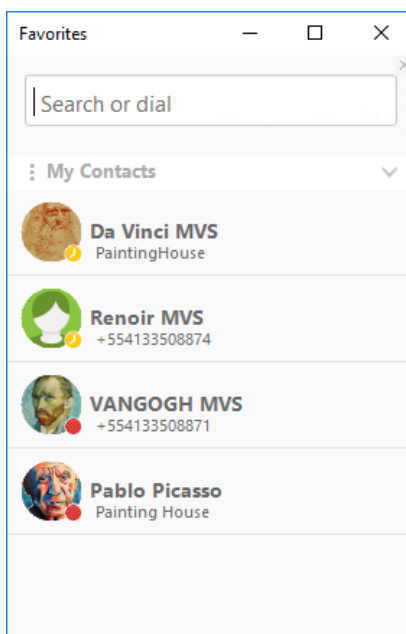 Favorites
Search or dial
My Contacts
Da Vinci MVS
PaintingHouse
Renoir MVS
+554133508874
VANGOGH MVS
+554133508871
Pablo Picasso
Painting House